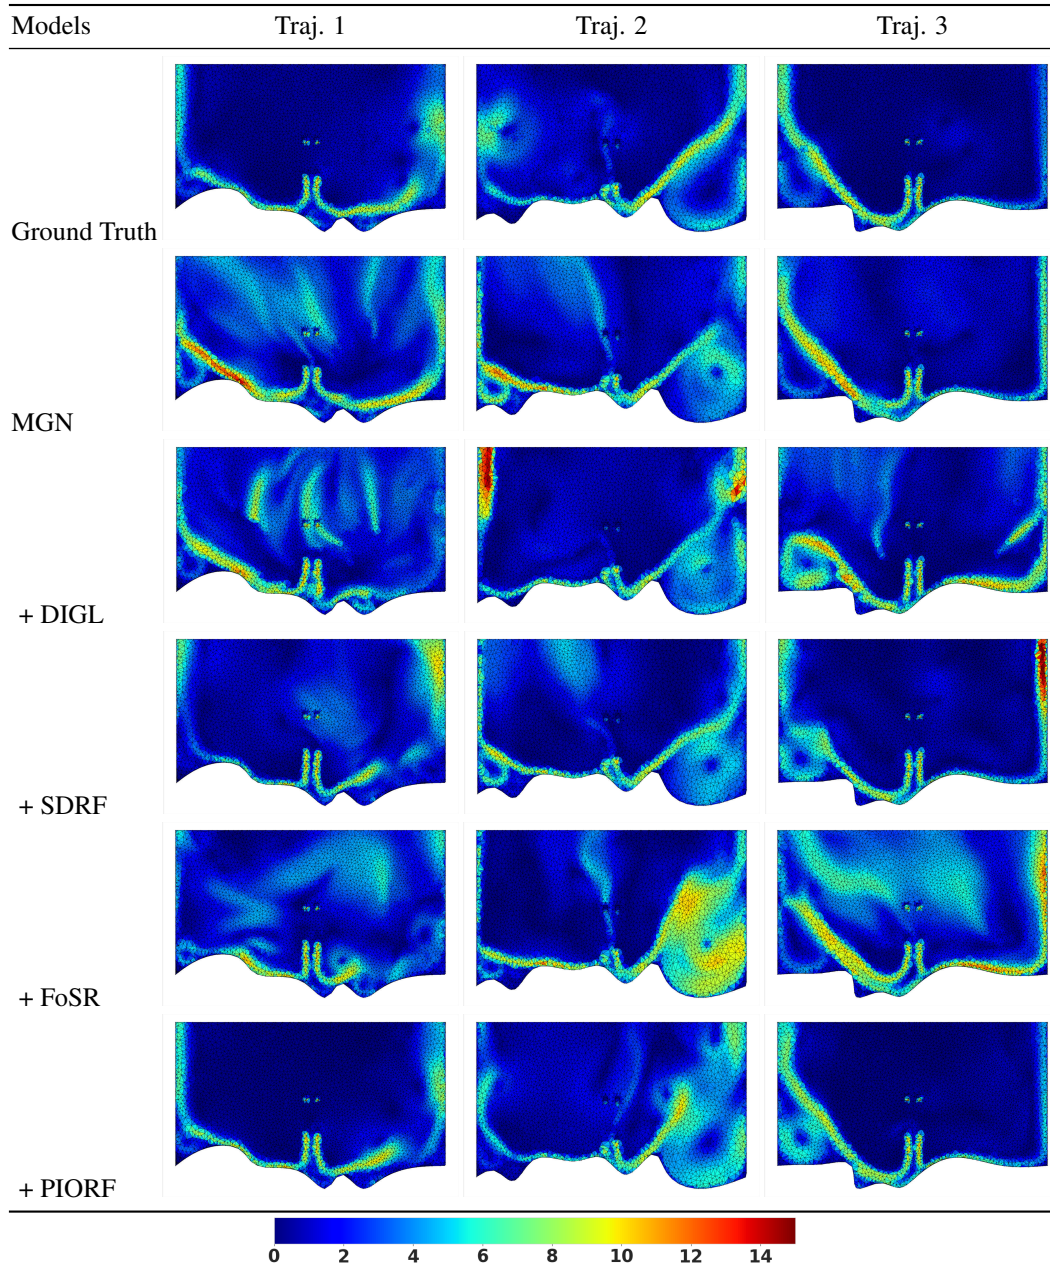 Models Traj. 1 Traj. 2 Traj. 3
Ground Truth
MGN
+ DIGL
+ SDRF
+ FoSR
+ PIORF
0 2 4 6 8 10 12 14